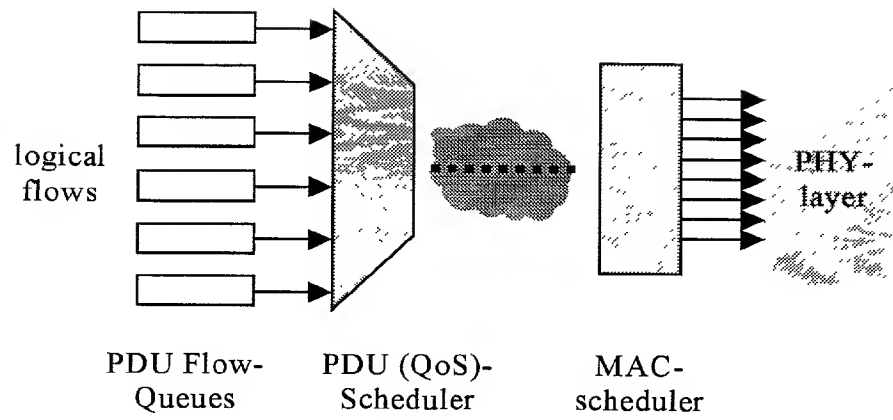 logical
flows
PHY-
layer
PDU Flow-
Queues
PDU (QoS)-
Scheduler
MAC-
scheduler